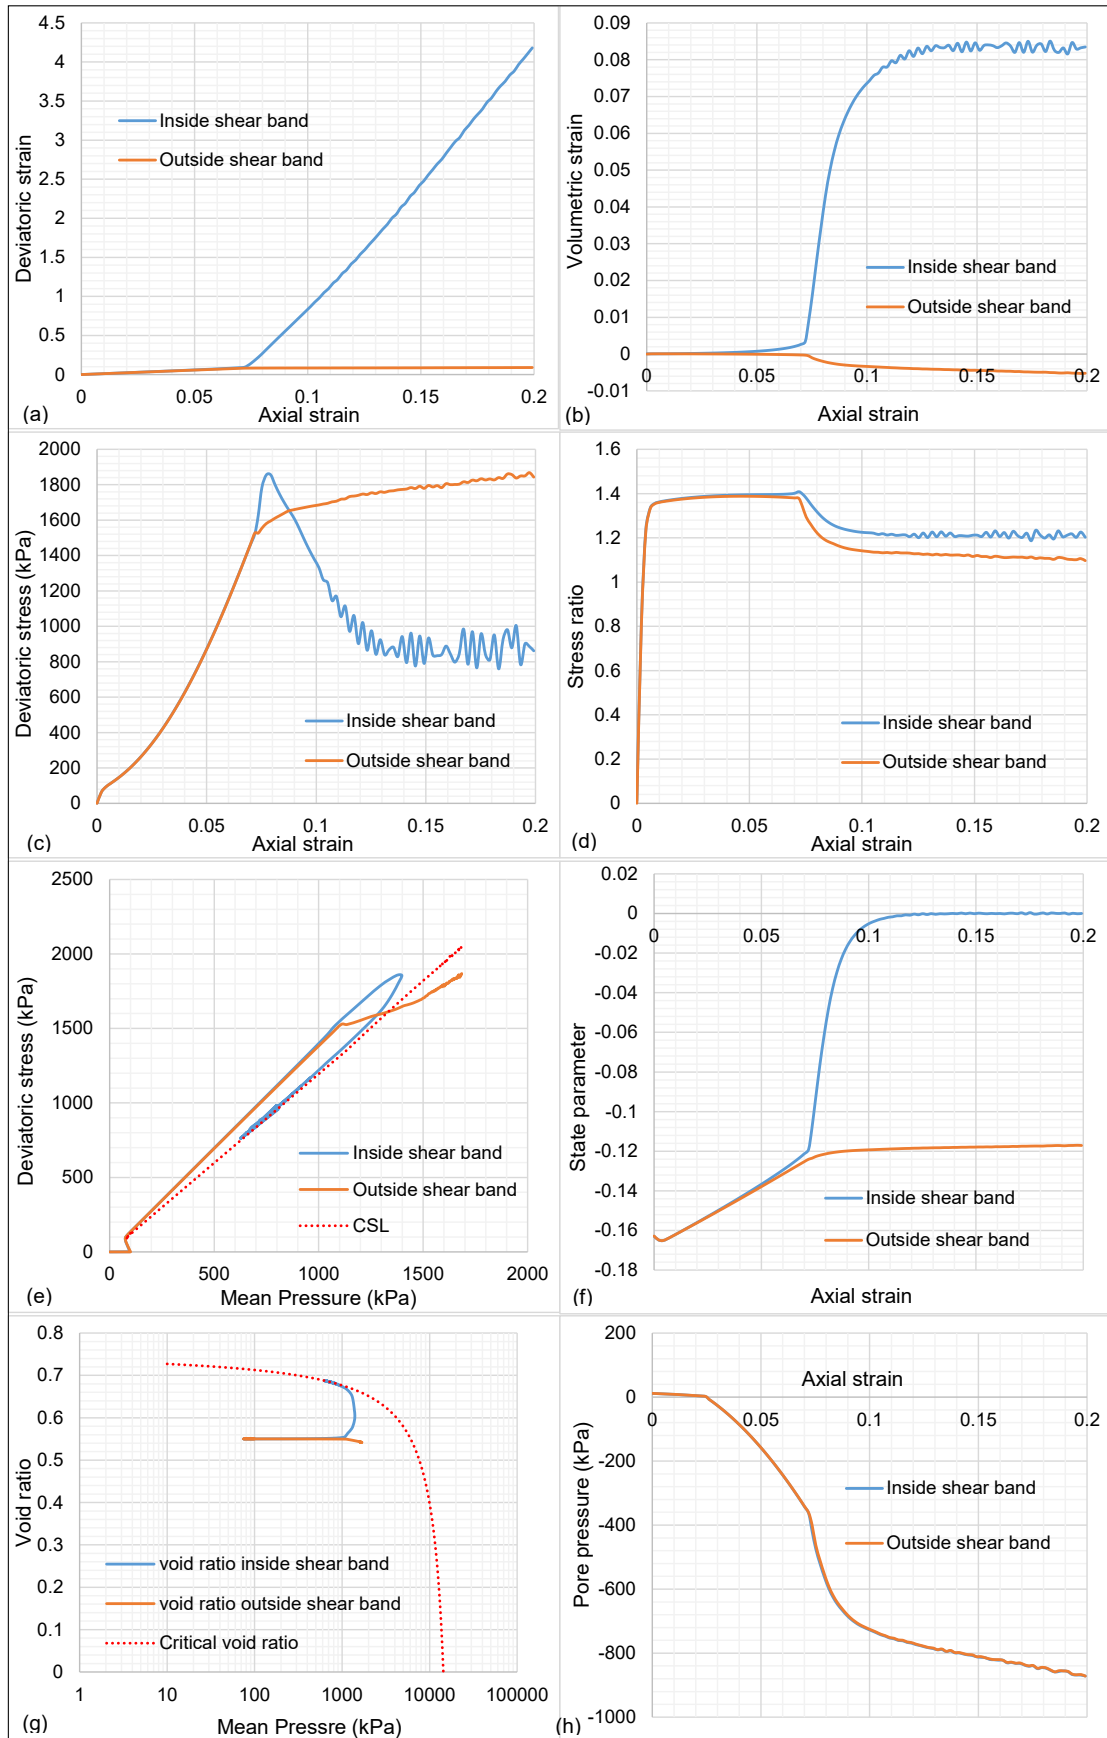 4.5
4
3.5
3
2.5
2
1.5
1
0.5
0
Deviatoric strain
Inside shear band
Outside shear band
0 0.05 0.1 0.15 0.2
(a) Axial strain
0.09
0.08
0.07
0.06
0.05
0.04
0.03
0.02
0.01
0
-0.01
Volumetric strain
Inside shear band
Outside shear band
0.05 0.1 0.15 0.2
(b) Axial strain
2000
1800
1600
1400
1200
1000
800
600
400
200
0
Deviatoric stress (kPa)
Inside shear band
Outside shear band
0 0.05 0.1 0.15 0.2
(c) Axial strain
1.6
1.4
1.2
1
0.8
0.6
0.4
0.2
0
Stress ratio
Inside shear band
Outside shear band
0 0.05 0.1 0.15 0.2
(d) Axial strain
2500
2000
1500
1000
500
0
Deviatoric stress (kPa)
Inside shear band
Outside shear band
CSL
0 500 1000 1500 2000
(e) Mean Pressure (kPa)
0.02
0
-0.02
-0.04
-0.06
-0.08
-0.1
-0.12
-0.14
-0.16
-0.18
State parameter
0 0.05 0.1 0.15 0.2
Inside shear band
Outside shear band
(f) Axial strain
0.8
0.7
0.6
0.5
0.4
0.3
0.2
0.1
0
Void ratio
void ratio inside shear band
void ratio outside shear band
Critical void ratio
1 10 100 1000 10000 100000
(g) Mean Pressre (kPa)
200
0
-200
-400
-600
-800
-1000
Pore pressure (kPa)
Axial strain
0 0.05 0.1 0.15 0.2
Inside shear band
Outside shear band
(h)